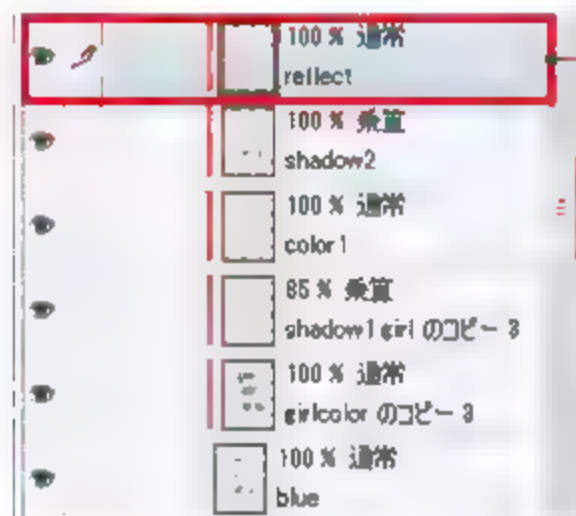 100 % 通常
reflect
100 % 乗算
shadow2
100 % 通常
color1
85 % 乗算
shadow1 girl のコピー 3
100 % 通常
girlcolor のコピー 3
100 % 通常
blue